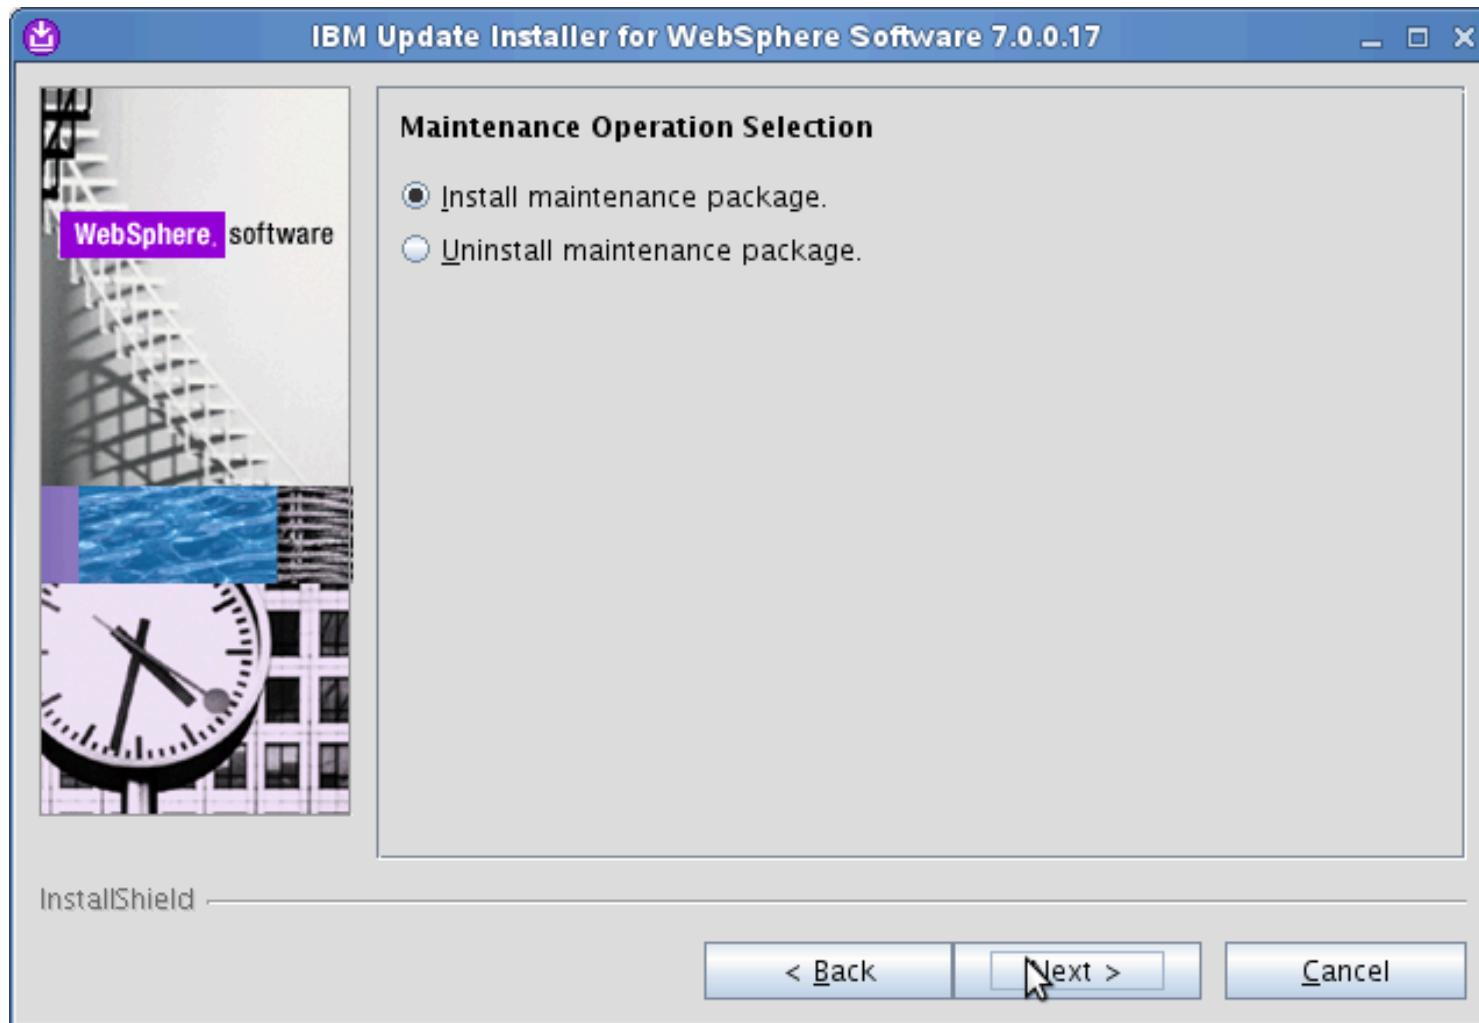 IBM Update Installer for WebSphere Software 7.0.0.17
WebSphere. software
Maintenance Operation Selection
Install maintenance package.
Uninstall maintenance package.
InstallShield
< Back
Next >
Cancel